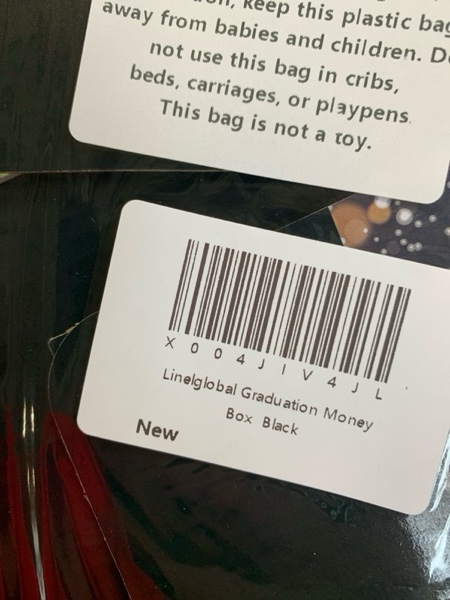 keep this plastic bag
away from babies and children.
not use this bag in cribs,
beds, carriages, or playpens.
This bag is not a toy.
X004JIV4JL
Linelglobal Graduation Money
Box Black
New